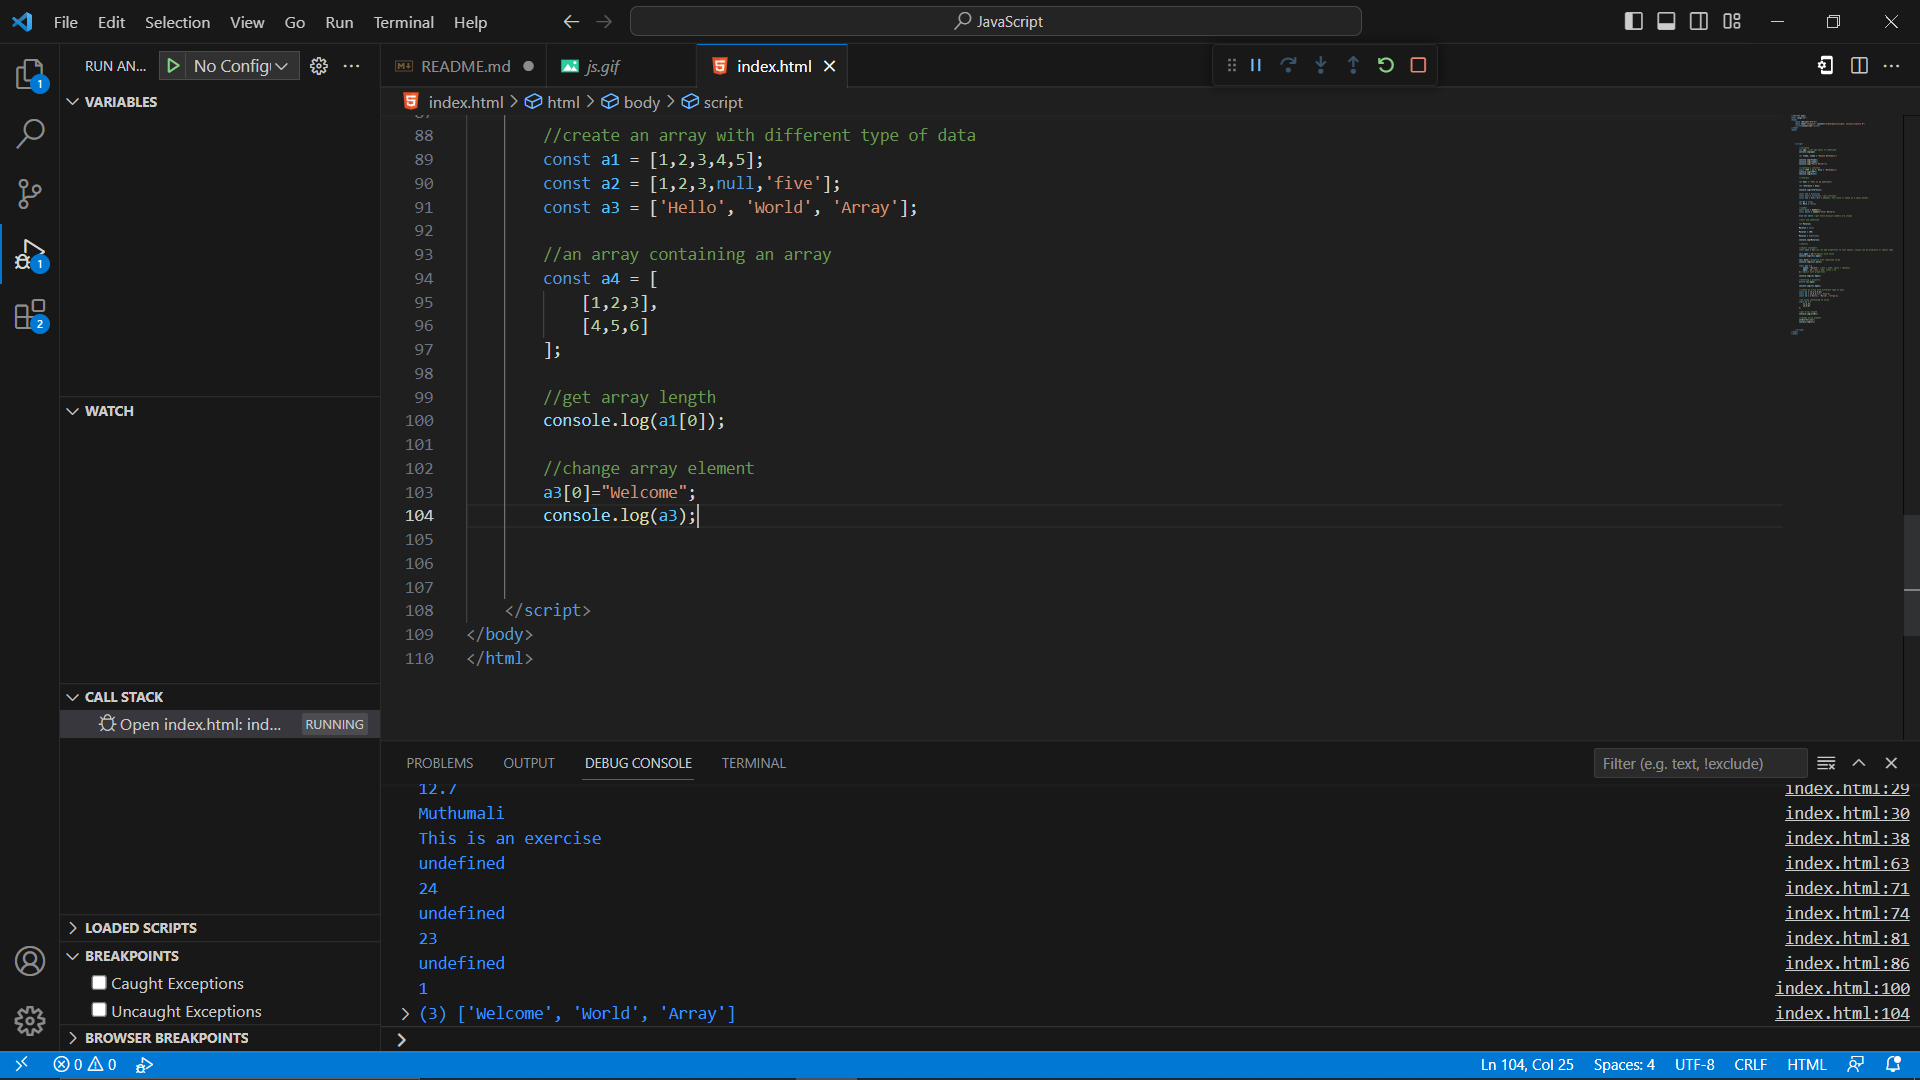 File Edit Selection View Go Run Terminal Help JavaScript
RUN AN... No Config
README.md js.gif index.html
index.html > html > body > script
VARIABLES
WATCH
CALL STACK
Open index.html: ind... RUNNING
LOADED SCRIPTS
BREAKPOINTS
Caught Exceptions
Uncaught Exceptions
BROWSER BREAKPOINTS
1
1
2
88 //create an array with different type of data
89 const a1 = [1,2,3,4,5];
90 const a2 = [1,2,3,null,'five'];
91 const a3 = ['Hello', 'World', 'Array'];
92
93 //an array containing an array
94 const a4 = [
95 [1,2,3],
96 [4,5,6]
97 ];
98
99 //get array length
100 console.log(a1[0]);
101
102 //change array element
103 a3[0]="Welcome";
104 console.log(a3);
105
106
107
108 </script>
109 </body>
110 </html>
PROBLEMS OUTPUT DEBUG CONSOLE TERMINAL Filter (e.g. text, !exclude)
12.7 index.html:29
Muthumali index.html:30
This is an exercise index.html:38
undefined index.html:63
24 index.html:71
undefined index.html:74
23 index.html:81
undefined index.html:86
1 index.html:100
(3) ['Welcome', 'World', 'Array'] index.html:104
0 0 Ln 104, Col 25 Spaces: 4 UTF-8 CRLF HTML